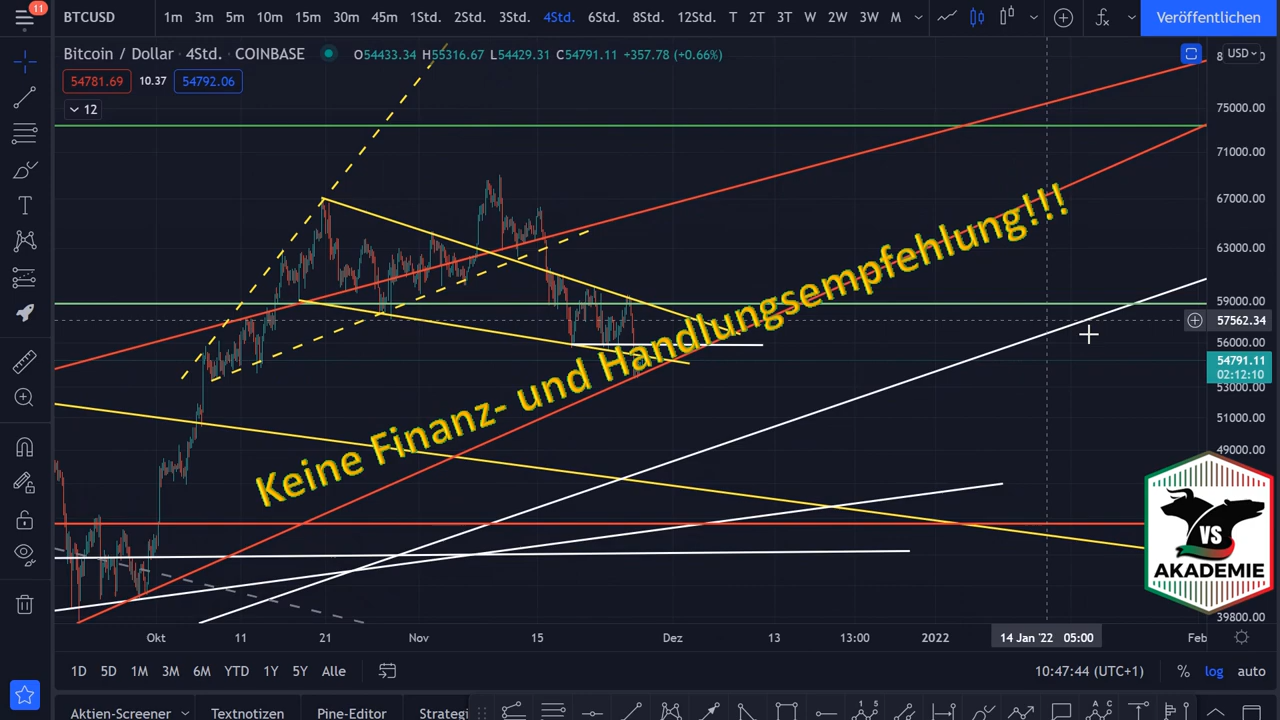 11
BTCUSD
1m 3m 5m 10m 15m 30m 45m 1Std. 2Std. 3Std. 4Std. 6Std. 8Std. 12Std. T 2T 3T W 2W 3W M
Veröffentlichen
Bitcoin / Dollar · 4Std. · COINBASE
O54433.34 H55316.67 L54429.31 C54791.11 +357.78 (+0.66%)
USD
54781.69 10.37 54792.06
12
75000.00
71000.00
67000.00
63000.00
59000.00
57562.34
56000.00
54791.11
02:12:10
53000.00
51000.00
49000.00
39800.00
Keine Finanz- und Handlungsempfehlung!!!
VS
AKADEMIE
Okt 11 21 Nov 15 Dez 13 13:00 2022 14 Jan '22 05:00 Feb
1D 5D 1M 3M 6M YTD 1Y 5Y Alle
10:47:44 (UTC+1) % log auto
Aktien-Screener Textnotizen Pine-Editor Strategi